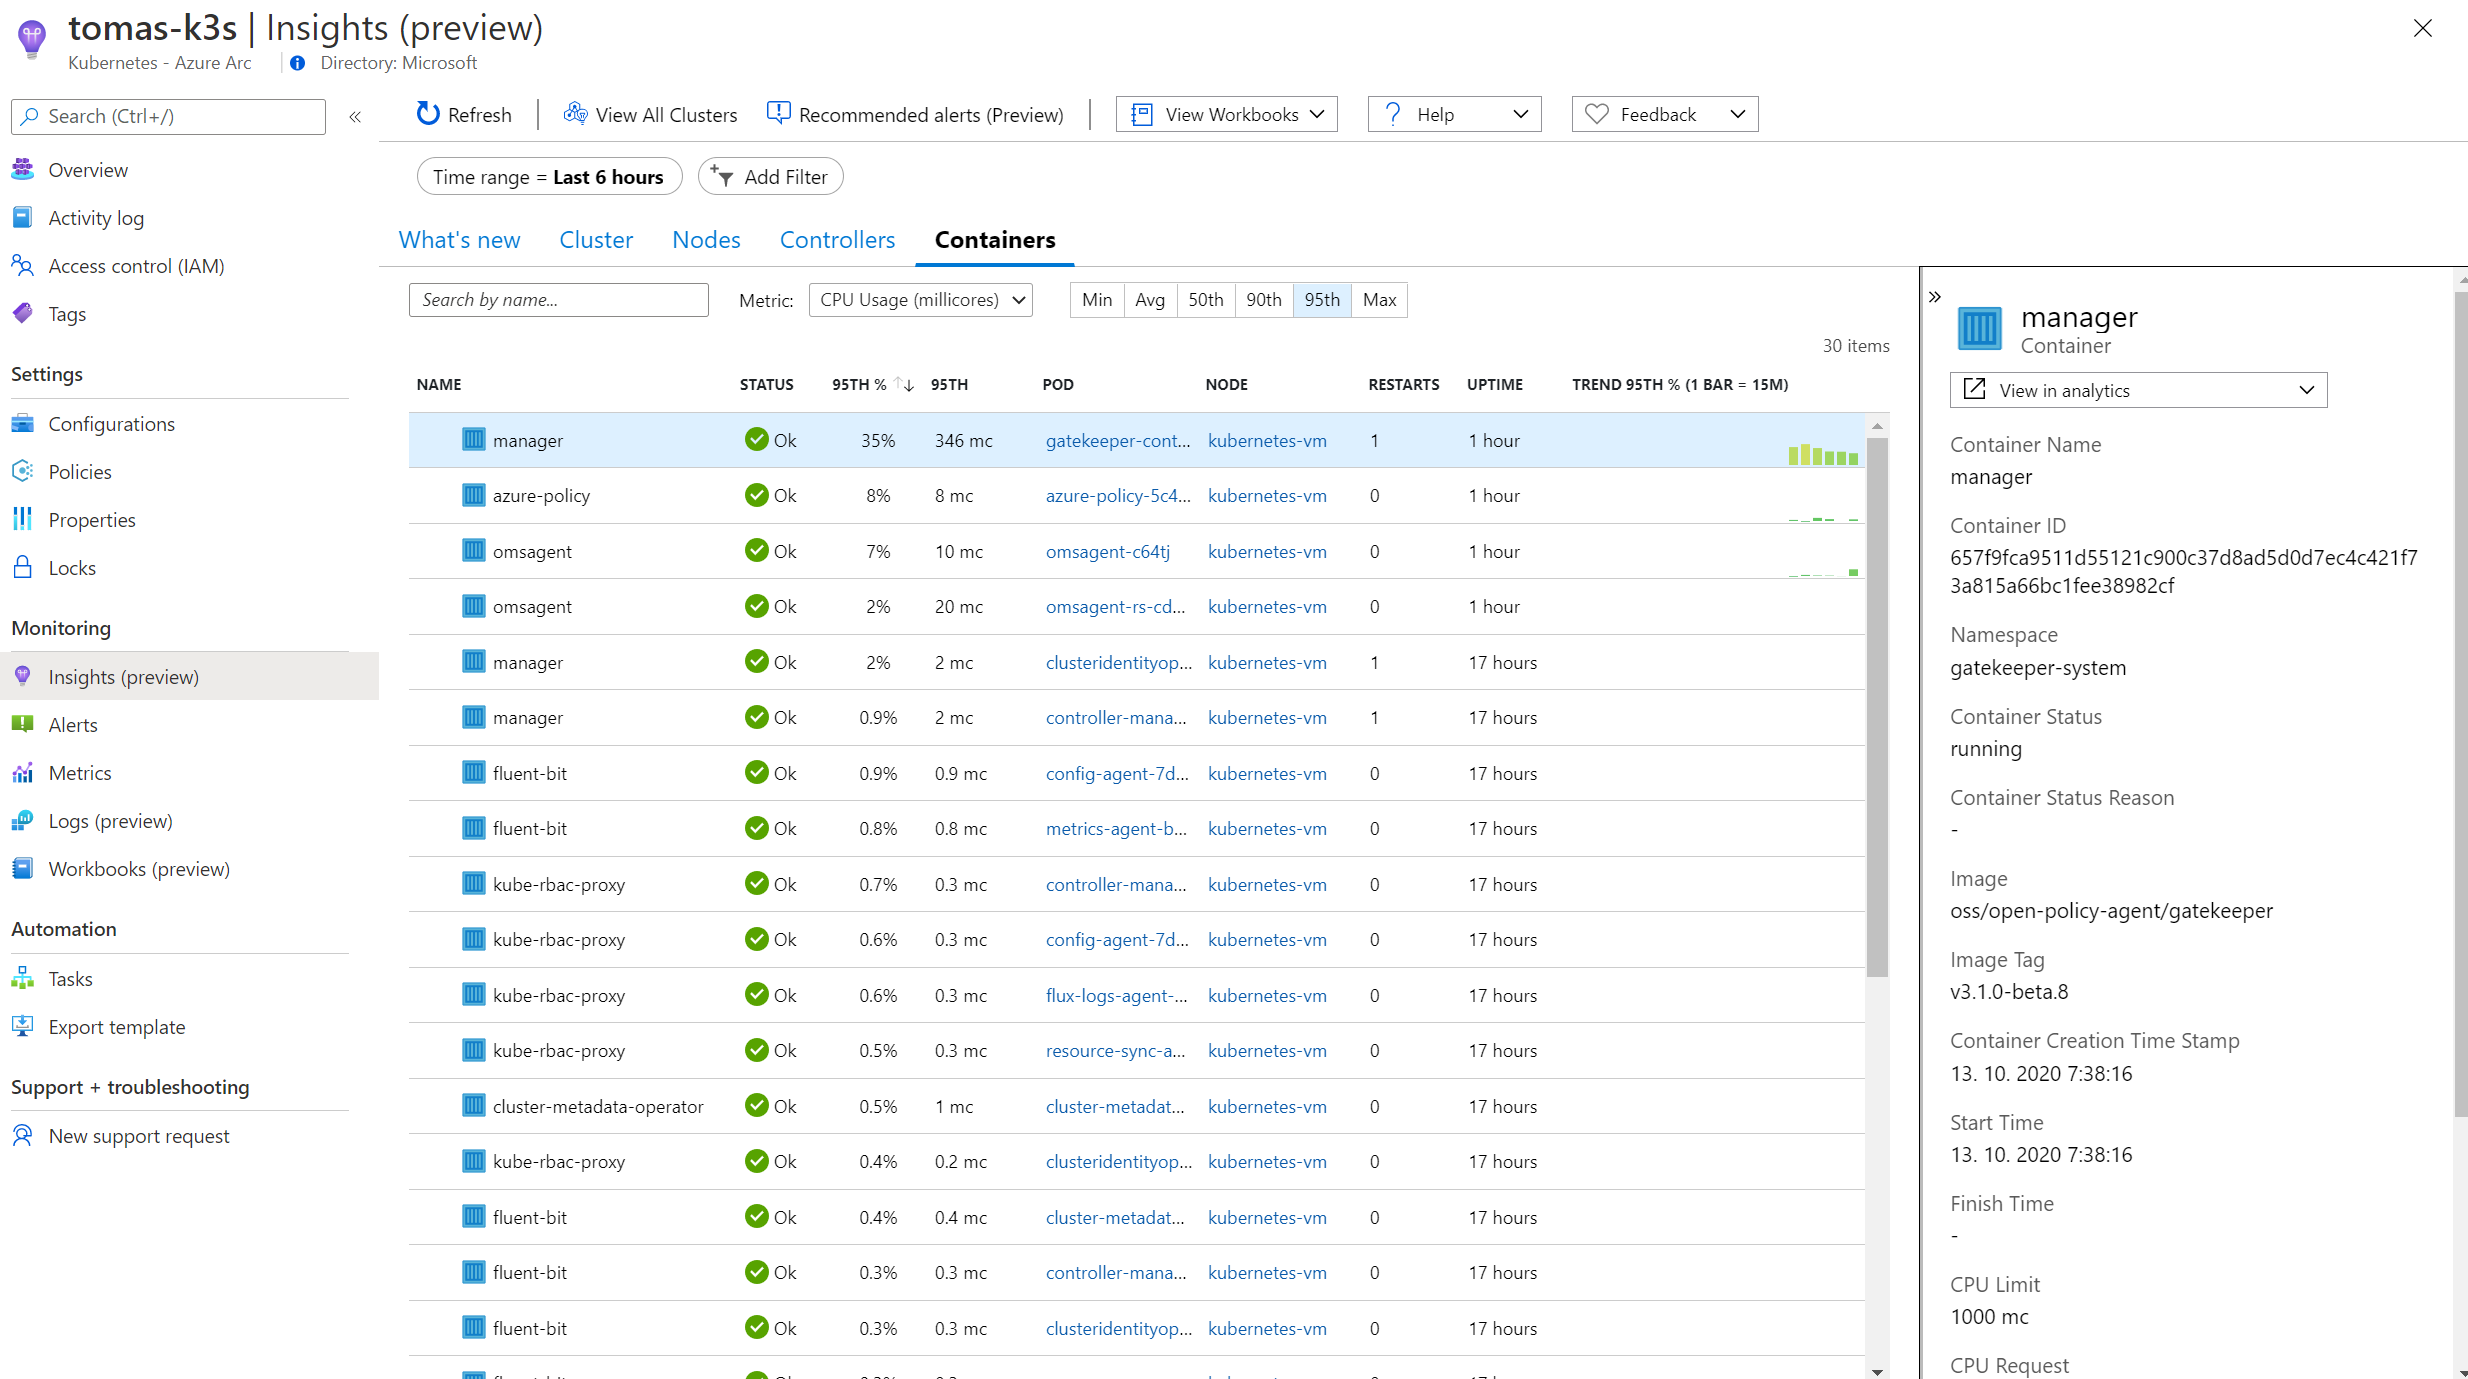 tomas-k3s | Insights (preview)
Kubernetes - Azure Arc
Directory: Microsoft
Search (Ctrl+/)
«
Overview
Activity log
Access control (IAM)
Tags
Settings
Configurations
Policies
Properties
Locks
Monitoring
Insights (preview)
Alerts
Metrics
Logs (preview)
Workbooks (preview)
Automation
Tasks
Export template
Support + troubleshooting
New support request
Refresh
View All Clusters
Recommended alerts (Preview)
View Workbooks
Help
Feedback
Time range = Last 6 hours
Add Filter
What's new
Cluster
Nodes
Controllers
Containers
Search by name...
Metric:
CPU Usage (millicores)
Min
Avg
50th
90th
95th
Max
30 items
NAME STATUS 95TH % 95TH POD NODE RESTARTS UPTIME TREND 95TH % (1 BAR = 15M)
manager Ok 35% 346 mc gatekeeper-cont... kubernetes-vm 1 1 hour
azure-policy Ok 8% 8 mc azure-policy-5c4... kubernetes-vm 0 1 hour
omsagent Ok 7% 10 mc omsagent-c64tj kubernetes-vm 0 1 hour
omsagent Ok 2% 20 mc omsagent-rs-cd... kubernetes-vm 0 1 hour
manager Ok 2% 2 mc clusteridentityop... kubernetes-vm 1 17 hours
manager Ok 0.9% 2 mc controller-mana... kubernetes-vm 1 17 hours
fluent-bit Ok 0.9% 0.9 mc config-agent-7d... kubernetes-vm 0 17 hours
fluent-bit Ok 0.8% 0.8 mc metrics-agent-b... kubernetes-vm 0 17 hours
kube-rbac-proxy Ok 0.7% 0.3 mc controller-mana... kubernetes-vm 0 17 hours
kube-rbac-proxy Ok 0.6% 0.3 mc config-agent-7d... kubernetes-vm 0 17 hours
kube-rbac-proxy Ok 0.6% 0.3 mc flux-logs-agent-... kubernetes-vm 0 17 hours
kube-rbac-proxy Ok 0.5% 0.3 mc resource-sync-a... kubernetes-vm 0 17 hours
cluster-metadata-operator Ok 0.5% 1 mc cluster-metadat... kubernetes-vm 0 17 hours
kube-rbac-proxy Ok 0.4% 0.2 mc clusteridentityop... kubernetes-vm 0 17 hours
fluent-bit Ok 0.4% 0.4 mc cluster-metadat... kubernetes-vm 0 17 hours
fluent-bit Ok 0.3% 0.3 mc controller-mana... kubernetes-vm 0 17 hours
fluent-bit Ok 0.3% 0.3 mc clusteridentityop... kubernetes-vm 0 17 hours
»
manager
Container
View in analytics
Container Name
manager
Container ID
657f9fca9511d55121c900c37d8ad5d0d7ec4c421f7
3a815a66bc1fee38982cf
Namespace
gatekeeper-system
Container Status
running
Container Status Reason
-
Image
oss/open-policy-agent/gatekeeper
Image Tag
v3.1.0-beta.8
Container Creation Time Stamp
13. 10. 2020 7:38:16
Start Time
13. 10. 2020 7:38:16
Finish Time
-
CPU Limit
1000 mc
CPU Request